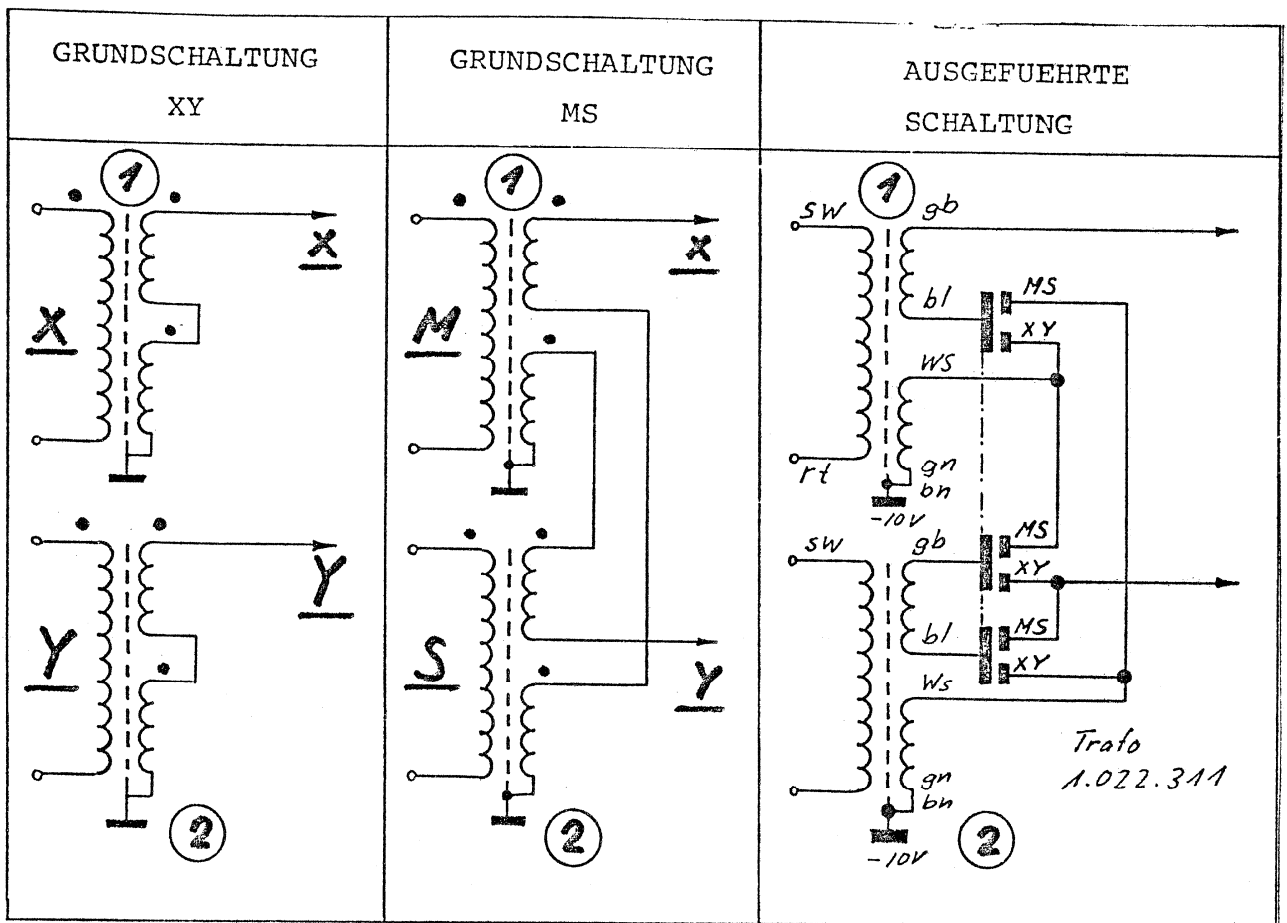 GRUNDSCHALTUNG
XY
GRUNDSCHALTUNG
MS
AUSGEFUEHRTE
SCHALTUNG
1
X
X
Y
Y
2
1
X
M
S
Y
2
1
sw
gb
MS
bl
XY
ws
rt
gn
bn
-10V
sw
gb
MS
XY
bl
MS
XY
Ws
Trafo
1.022.311
gn
bn
-10V
2